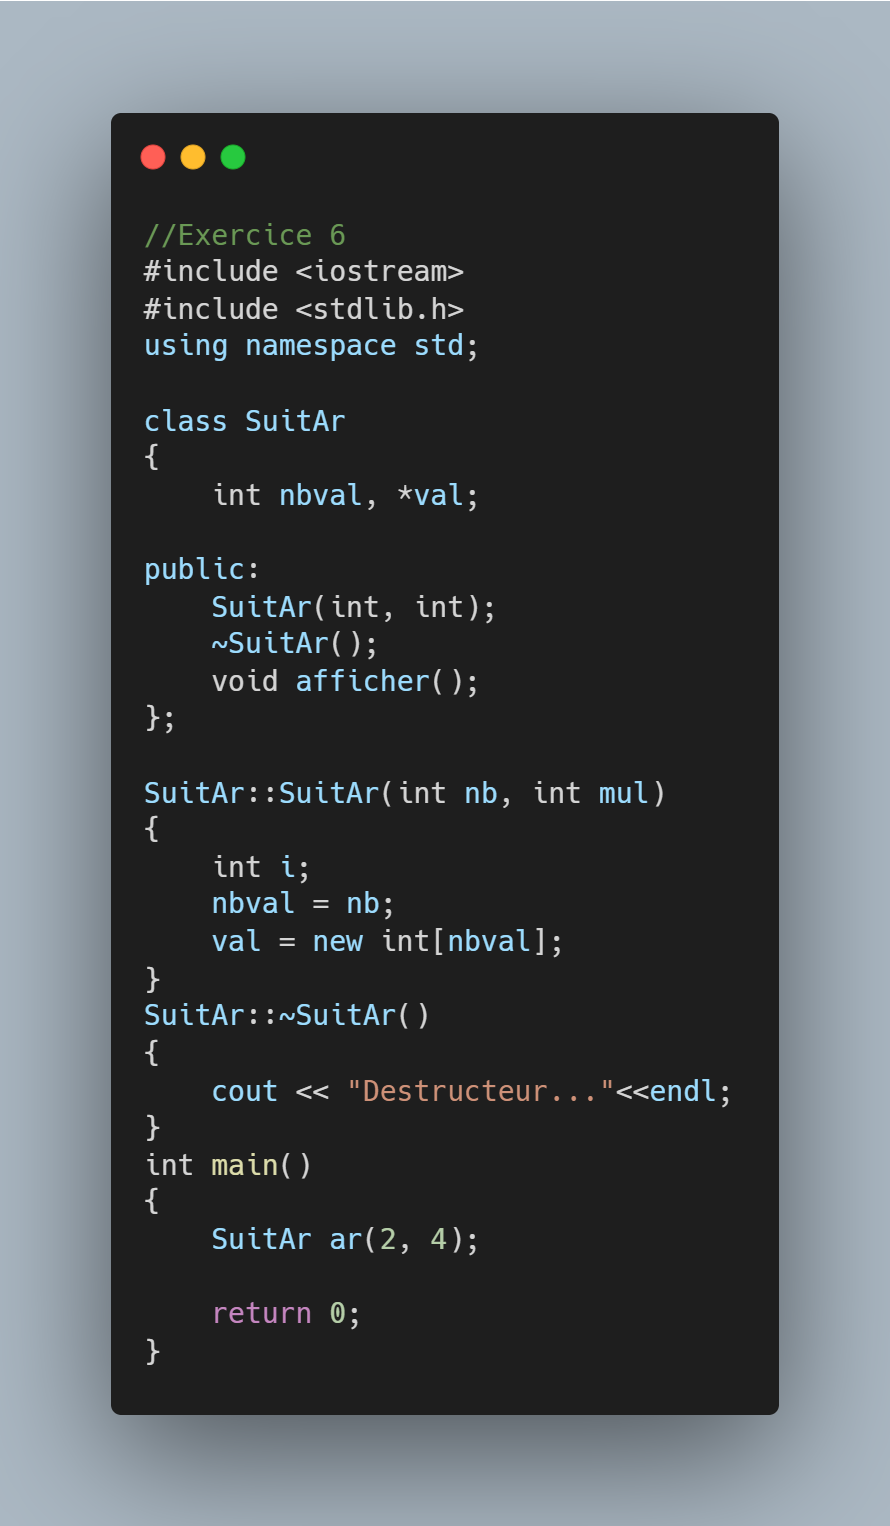 //Exercice 6
#include <iostream>
#include <stdlib.h>
using namespace std;

class SuitAr
{
    int nbval, *val;

public:
    SuitAr(int, int);
    ~SuitAr();
    void afficher();
};

SuitAr::SuitAr(int nb, int mul)
{
    int i;
    nbval = nb;
    val = new int[nbval];
}
SuitAr::~SuitAr()
{
    cout << "Destructeur..."<<endl;
}
int main()
{
    SuitAr ar(2, 4);

    return 0;
}